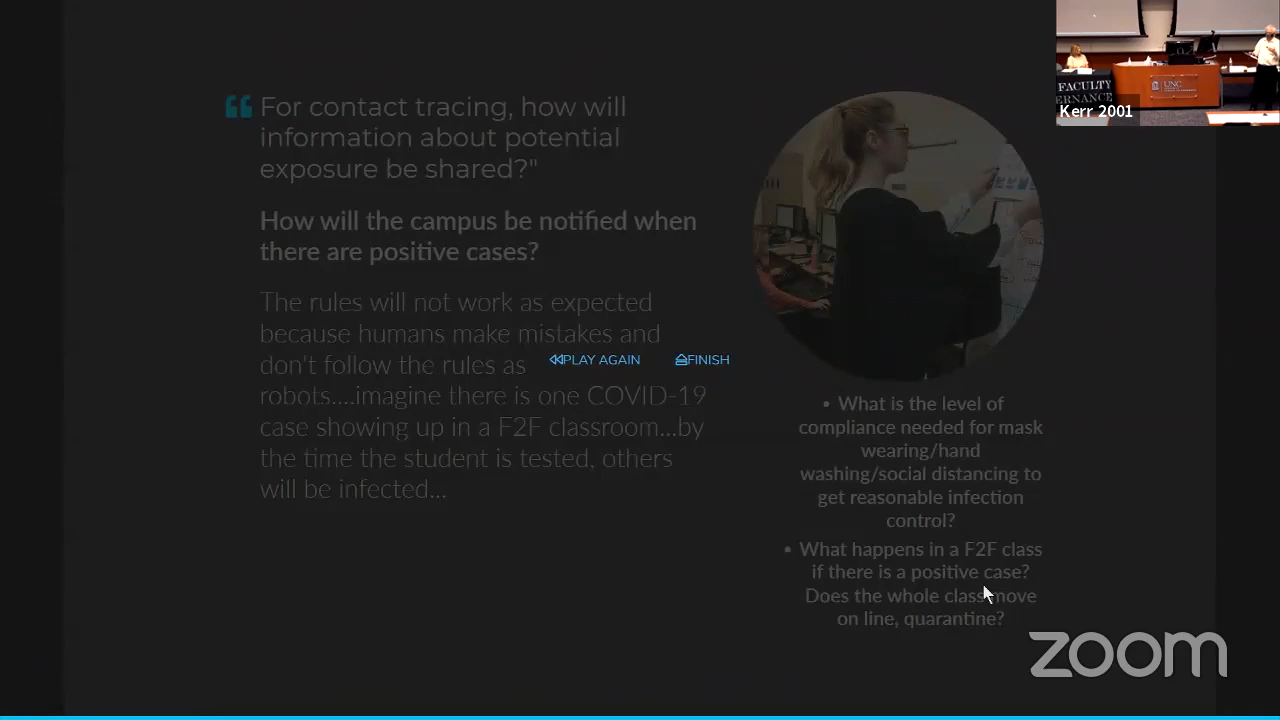 “ For contact tracing, how will
information about potential
exposure be shared?"
How will the campus be notified when
there are positive cases?
The rules will not work as expected
because humans make mistakes and
don't follow the rules as
robots....imagine there is one COVID-19
case showing up in a F2F classroom...by
the time the student is tested, others
will be infected...
PLAY AGAIN
FINISH
• What is the level of
compliance needed for mask
wearing/hand
washing/social distancing to
get reasonable infection
control?
• What happens in a F2F class
if there is a positive case?
Does the whole class move
on line, quarantine?
FACULTY
ERNANCE
UNC
Kerr 2001
zoom